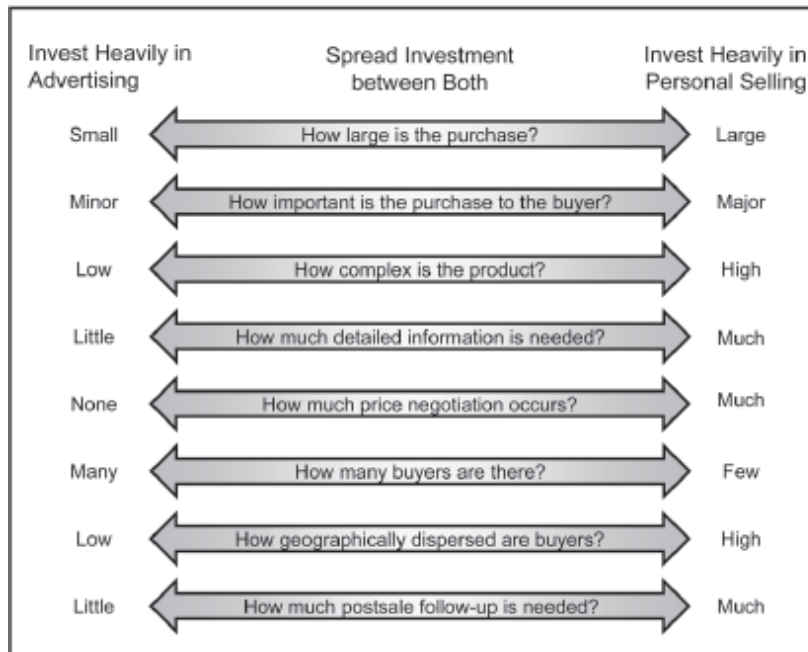 Invest Heavily in Advertising
Spread Investment between Both
Invest Heavily in Personal Selling
Small How large is the purchase? Large
Minor How important is the purchase to the buyer? Major
Low How complex is the product? High
Little How much detailed information is needed? Much
None How much price negotiation occurs? Much
Many How many buyers are there? Few
Low How geographically dispersed are buyers? High
Little How much postsale follow-up is needed? Much